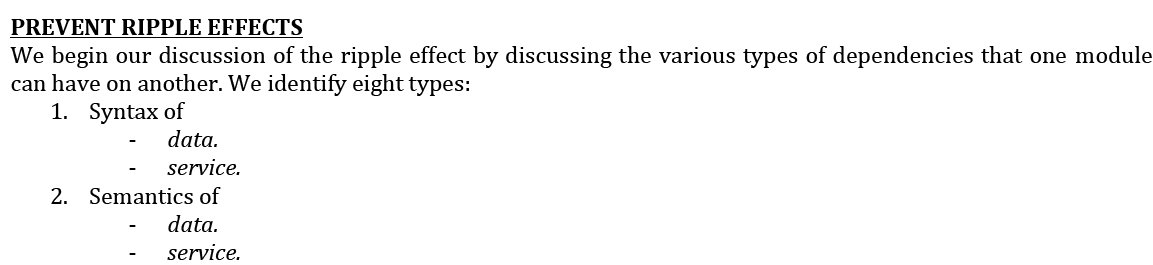 PREVENT RIPPLE EFFECTS
We begin our discussion of the ripple effect by discussing the various types of dependencies that one module
can have on another. We identify eight types:
1. Syntax of
- data.
- service.
2. Semantics of
- data.
- service.